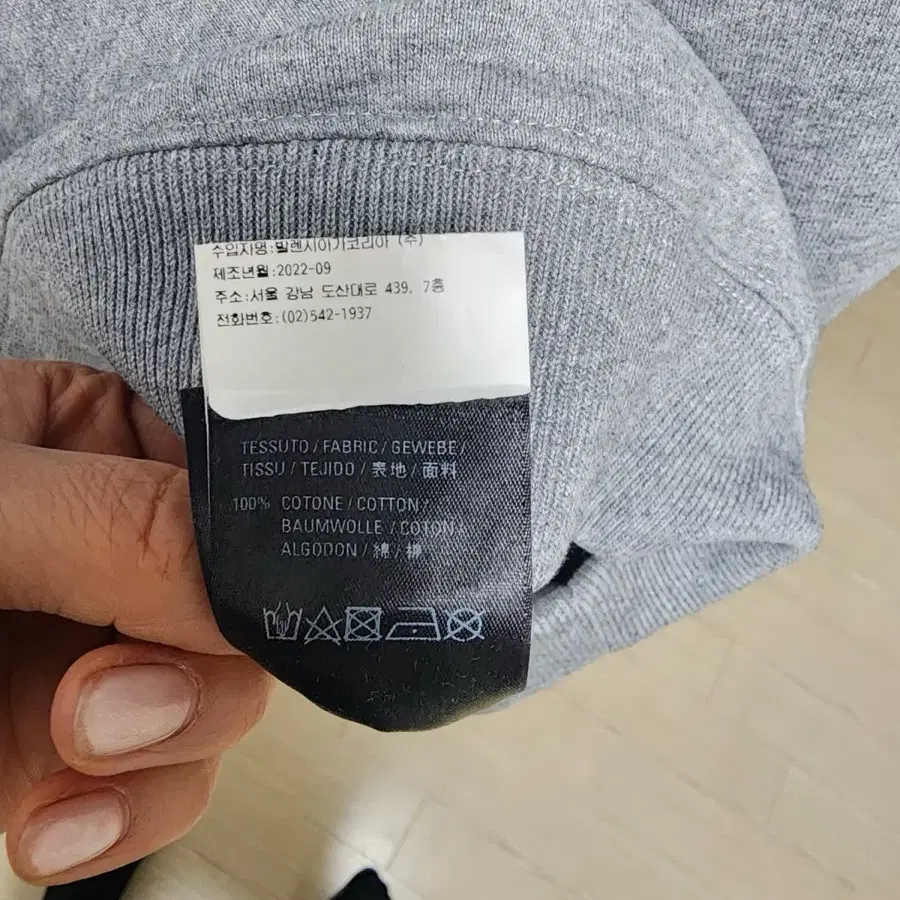 수입자명:발렌시아가코리아 (주)
제조년월:2022-09
주소:서울 강남 도산대로 439, 7층
전화번호:(02)542-1937
TESSUTO / FABRIC / GEWEBE /
TISSU / TEJIDO / 表地 / 面料
100% COTONE / COTTON /
BAUMWOLLE / COTON /
ALGODON / 綿 / 棉